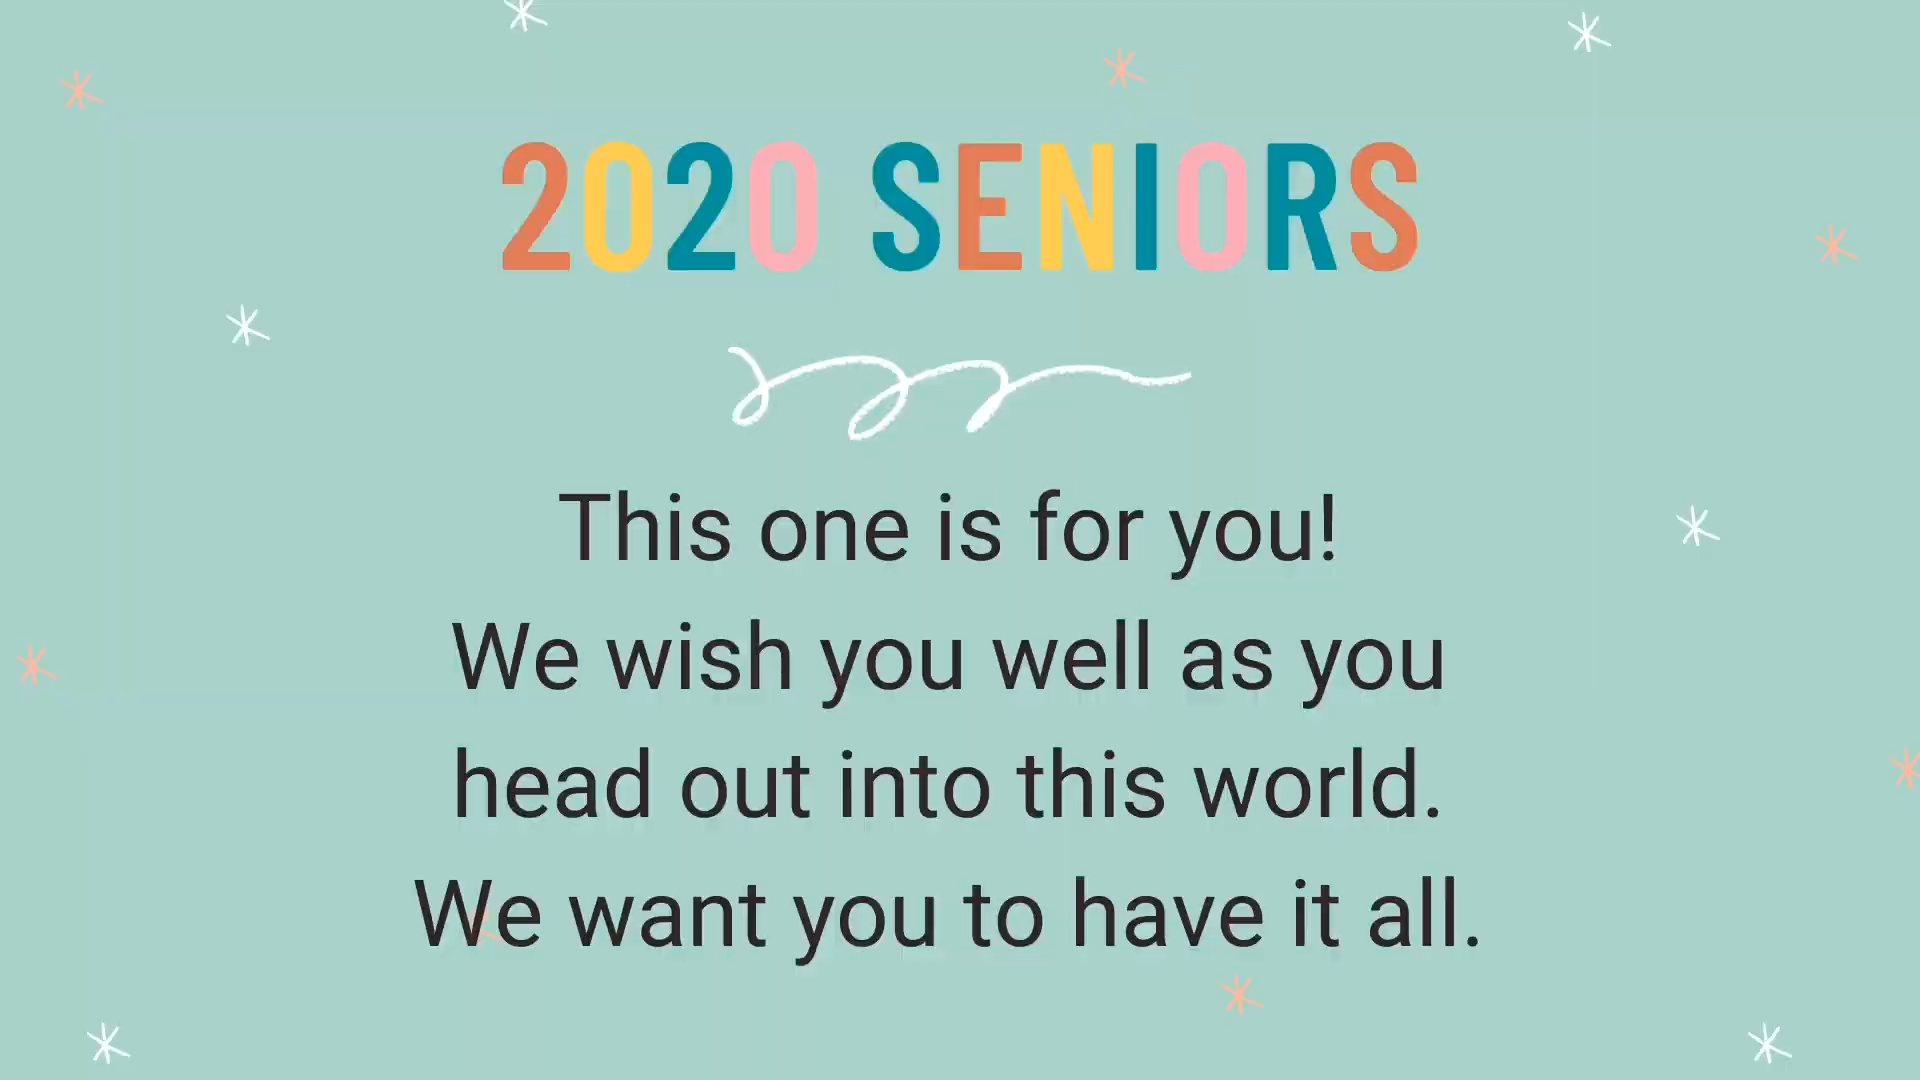 2020 SENIORS
This one is for you!
We wish you well as you
head out into this world.
We want you to have it all.